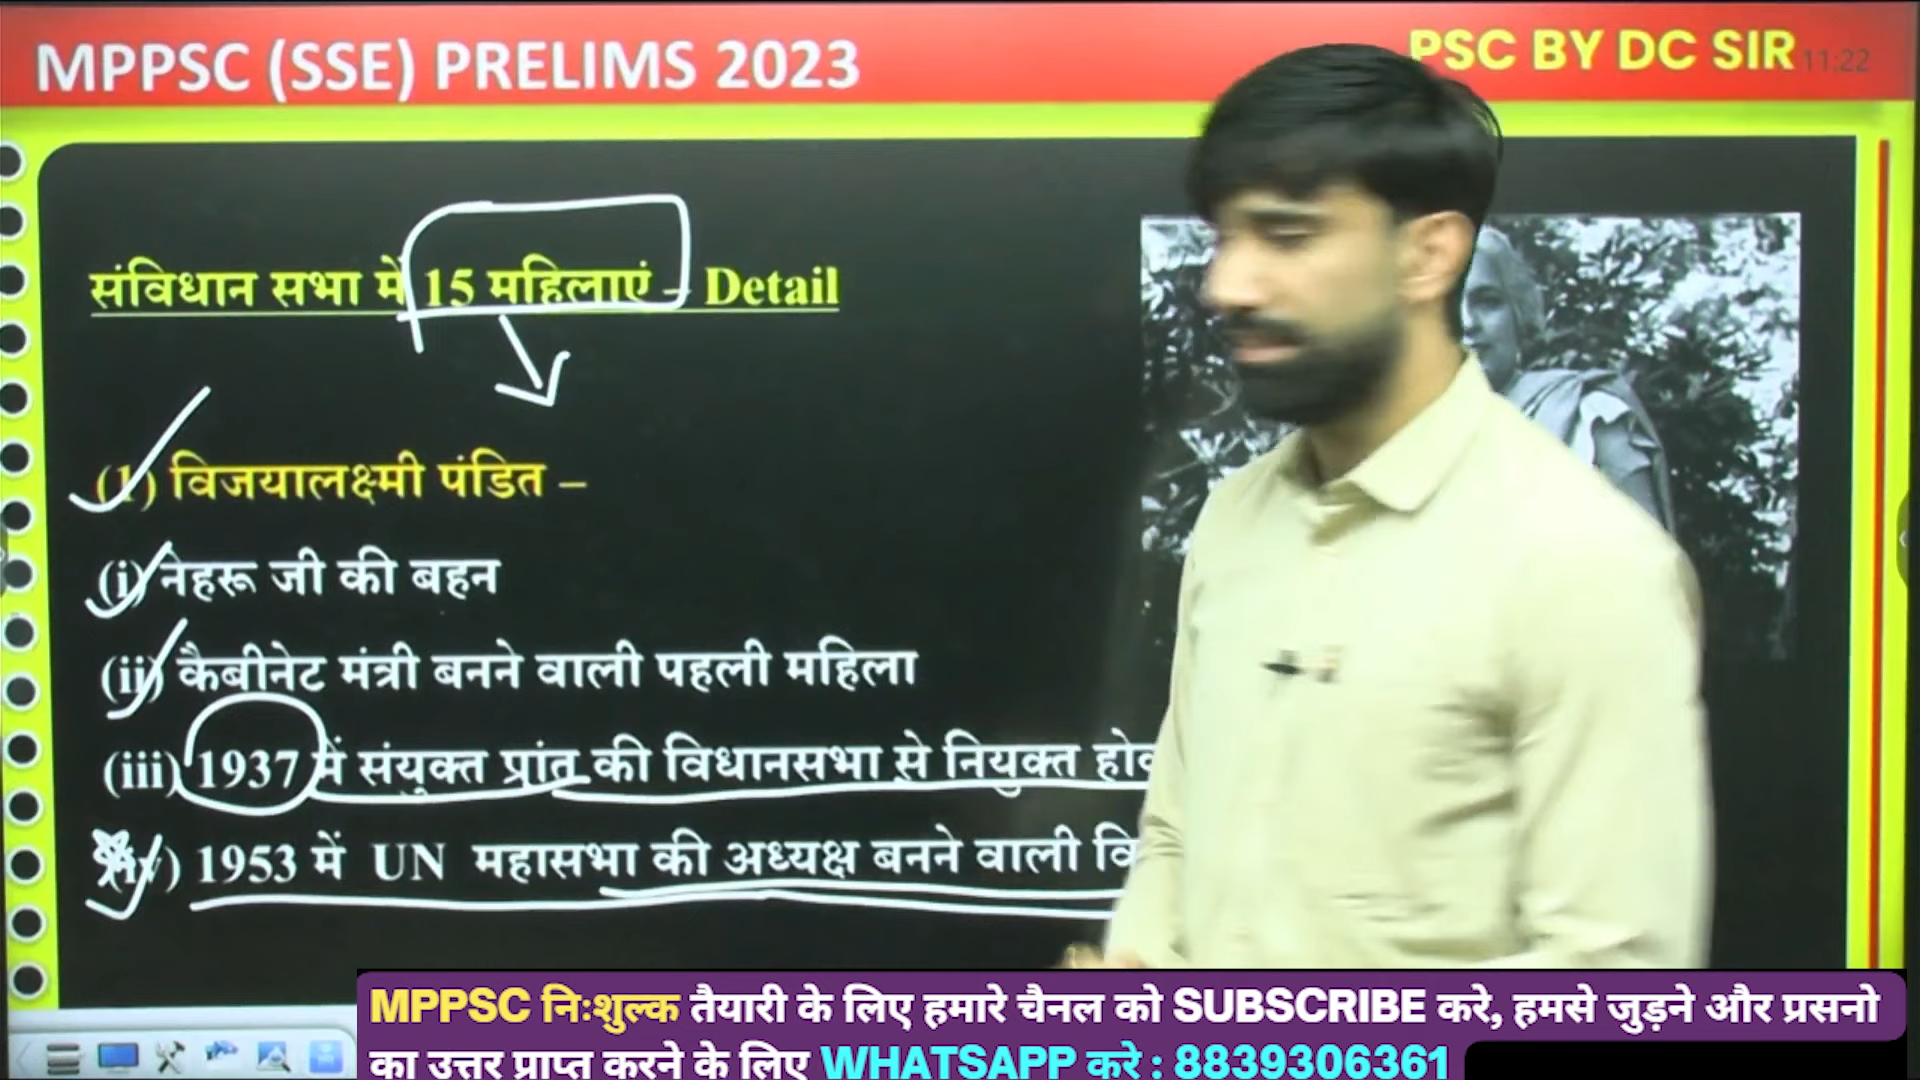 MPPSC (SSE) PRELIMS 2023
PSC BY DC SIR
11:22
संविधान सभा में 15 महिलाएं – Detail
(1) विजयालक्ष्मी पंडित –
(i) नेहरू जी की बहन
(ii) कैबीनेट मंत्री बनने वाली पहली महिला
(iii) 1937 में संयुक्त प्रांत की विधानसभा से नियुक्त
(iv) 1953 में UN महासभा की अध्यक्ष बनने वाली
MPPSC नि:शुल्क तैयारी के लिए हमारे चैनल को SUBSCRIBE करे, हमसे जुड़ने और प्रसनो
का उत्तर प्राप्त करने के लिए WHATSAPP करे : 8839306361